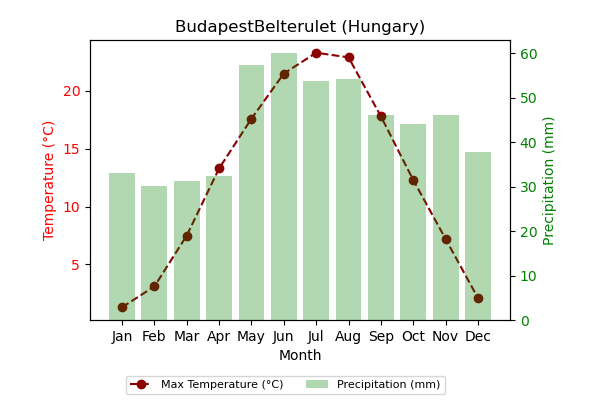 BudapestBelterulet (Hungary)
Temperature (°C)
20
15
10
5
60
50
40
30
20
10
0
Precipitation (mm)
Jan Feb Mar Apr May Jun Jul Aug Sep Oct Nov Dec
Month
Max Temperature (°C) Precipitation (mm)